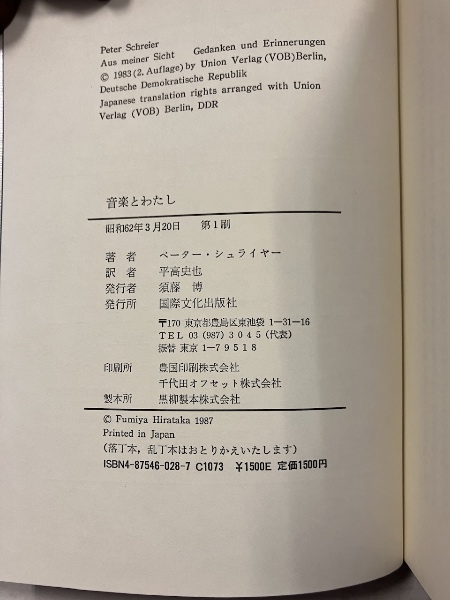 Peter Schreier
Aus meiner Sicht  Gedanken und Erinnerungen
© 1983 (2. Auflage) by Union Verlag (VOB) Berlin,
Deutsche Demokratische Republik
Japanese translation rights arranged with Union
Verlag (VOB) Berlin, DDR
音楽とわたし
昭和62年3月20日 第1刷
著者 ペーター・シュライヤー
訳者 平高史也
発行者 須藤 博
発行所 国際文化出版社
〒170 東京都豊島区東池袋 1-31-16
TEL 03 (987) 3045 (代表)
振替 東京 1-79518
印刷所 豊国印刷株式会社
千代田オフセット株式会社
製本所 黒柳製本株式会社
© Fumiya Hirataka 1987
Printed in Japan
(落丁本, 乱丁本はおとりかえいたします)
ISBN4-87546-028-7 C1073 ¥1500E 定価1500円